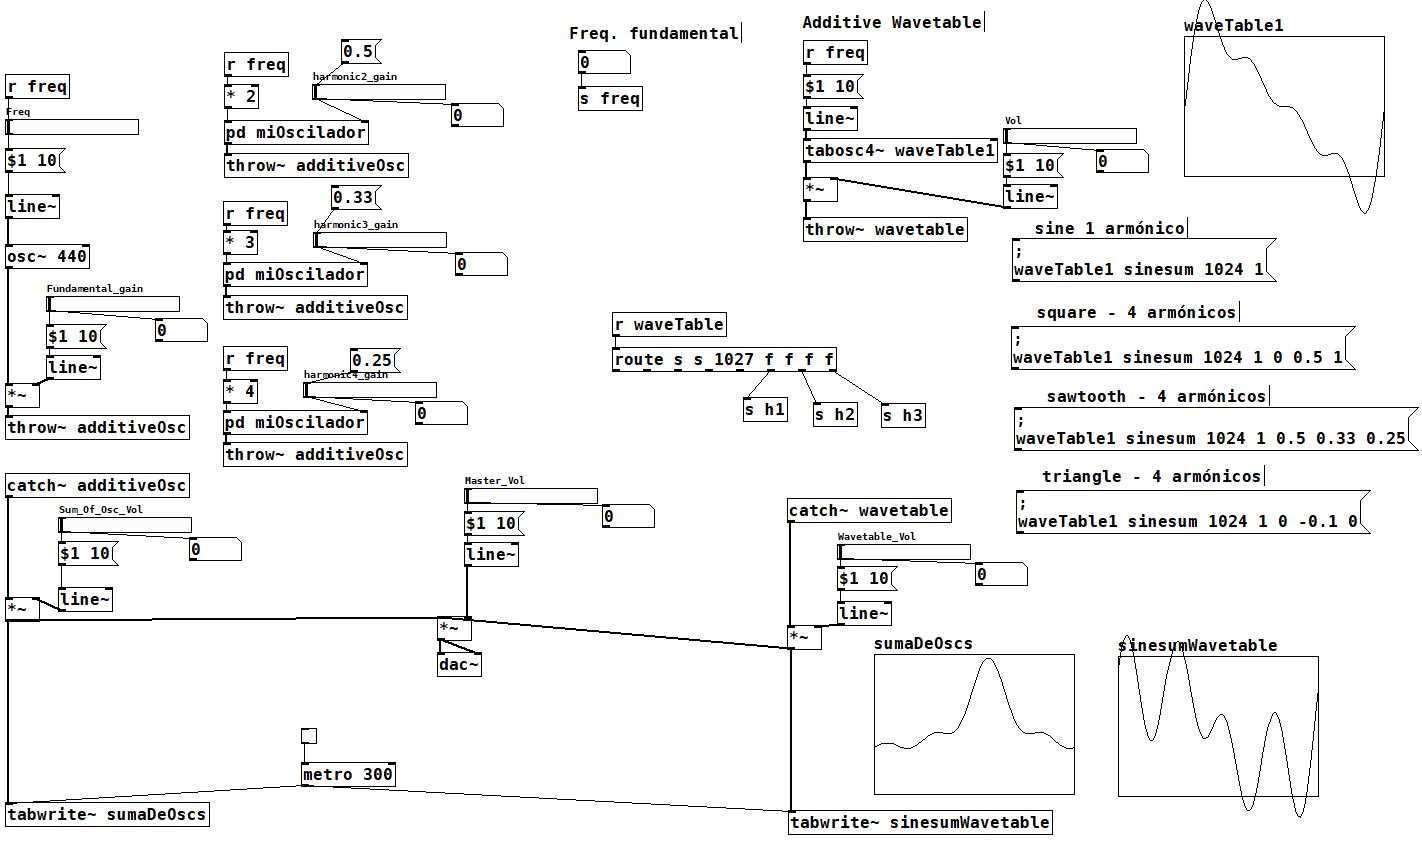 Freq. fundamental
0
s freq
r freq
Freq
$1 10
line~
osc~ 440
Fundamental_gain
0
$1 10
line~
*~
throw~ additiveOsc
0.5
r freq
harmonic2_gain
* 2
0
pd miOscilador
throw~ additiveOsc
0.33
r freq
harmonic3_gain
* 3
0
pd miOscilador
throw~ additiveOsc
0.25
r freq
harmonic4_gain
* 4
0
pd miOscilador
throw~ additiveOsc
Additive Wavetable
r freq
$1 10
line~
tabosc4~ waveTable1
*~
throw~ wavetable
Vol
0
$1 10
line~
waveTable1
sine 1 armónico
;
waveTable1 sinesum 1024 1
square - 4 armónicos
;
waveTable1 sinesum 1024 1 0 0.5 1
sawtooth - 4 armónicos
;
waveTable1 sinesum 1024 1 0.5 0.33 0.25
triangle - 4 armónicos
;
waveTable1 sinesum 1024 1 0 -0.1 0
r waveTable
route s s 1027 f f f f
s h1
s h2
s h3
catch~ additiveOsc
Sum_Of_Osc_Vol
0
$1 10
line~
*~
Master_Vol
0
$1 10
line~
*~
dac~
catch~ wavetable
Wavetable_Vol
0
$1 10
line~
*~
sumaDeOscs
sinesumWavetable
metro 300
tabwrite~ sumaDeOscs
tabwrite~ sinesumWavetable